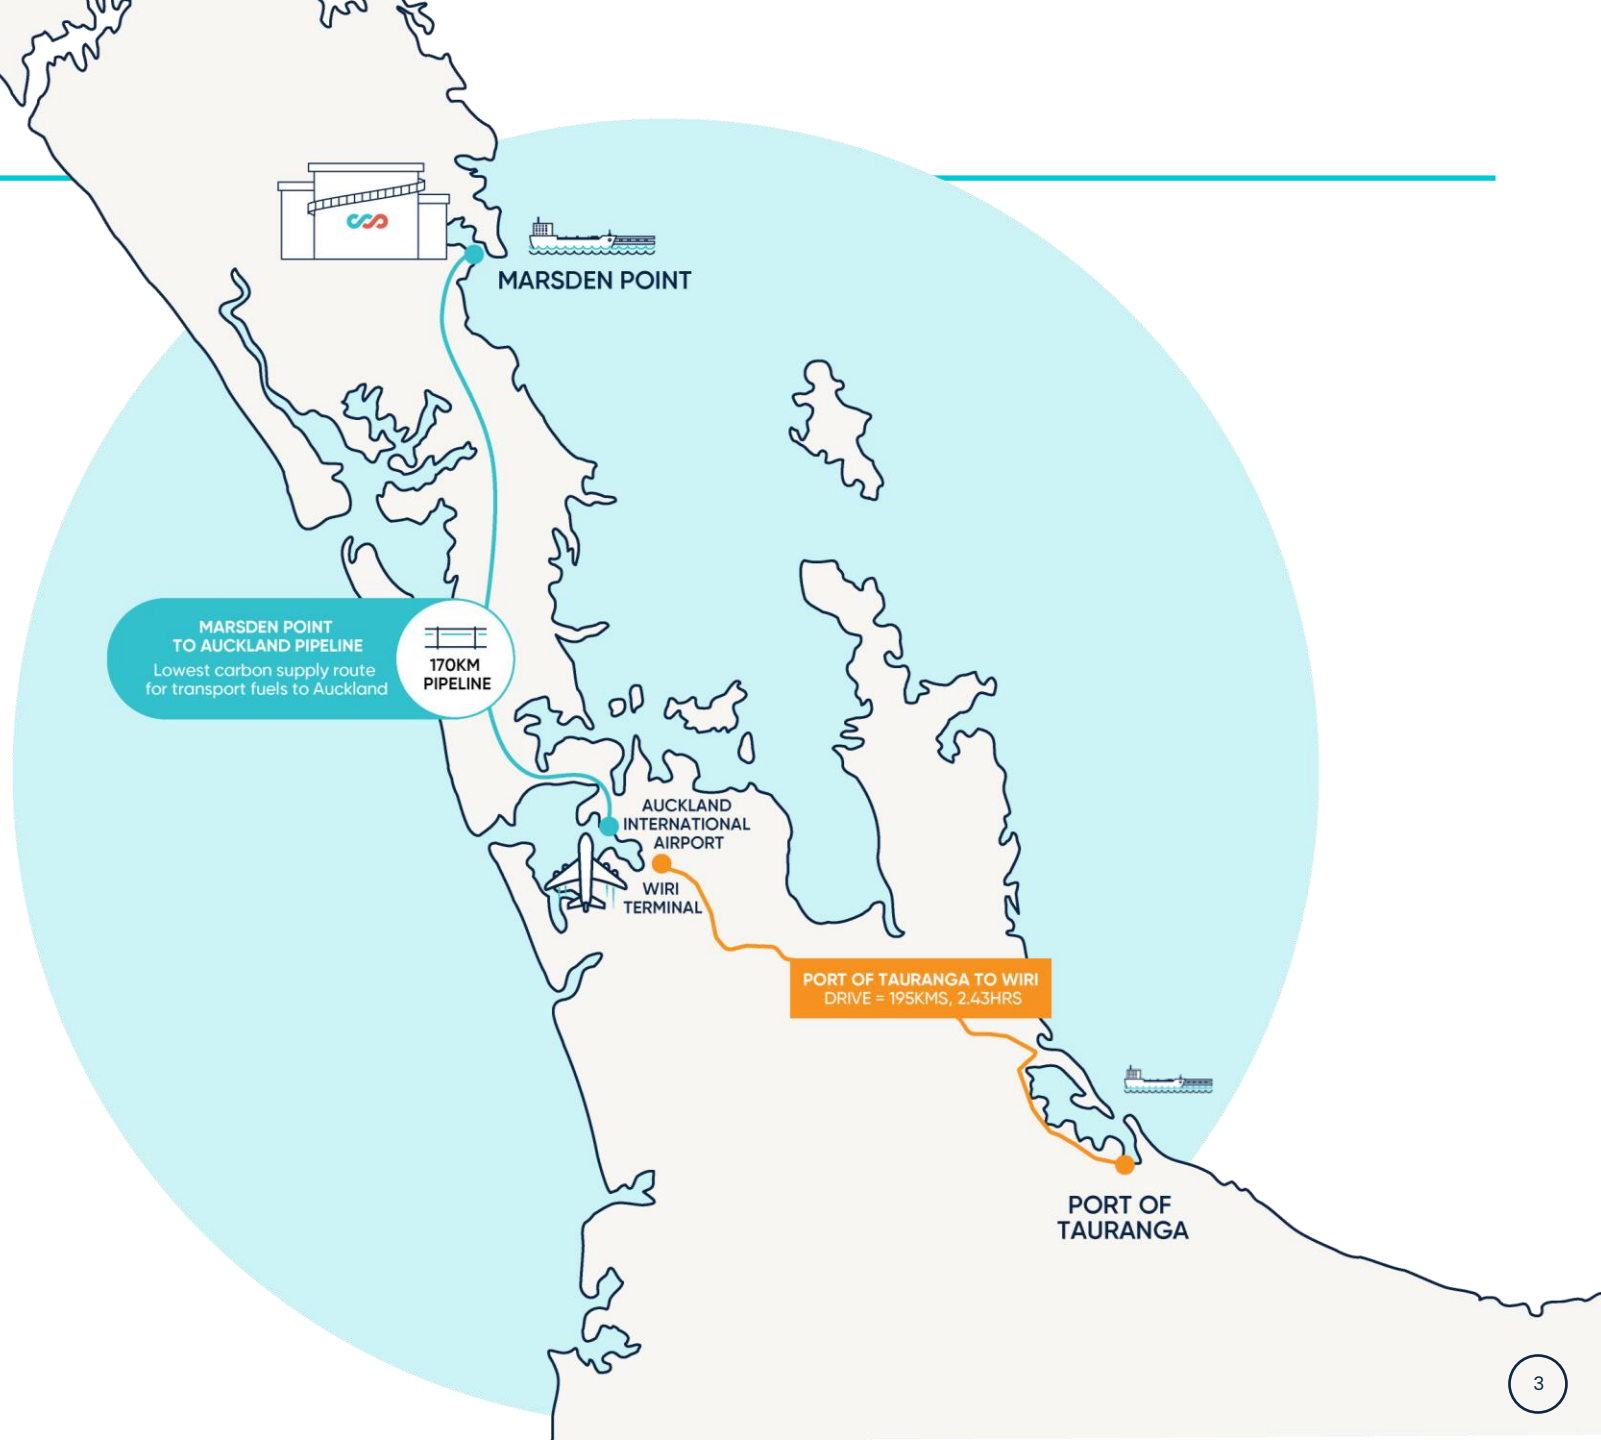 MARSDEN POINT
MARSDEN POINT
TO AUCKLAND PIPELINE
Lowest carbon supply route
for transport fuels to Auckland
170KM
PIPELINE
AUCKLAND
INTERNATIONAL
AIRPORT
WIRI
TERMINAL
PORT OF TAURANGA TO WIRI
DRIVE = 195KMS, 2.43HRS
PORT OF
TAURANGA
3